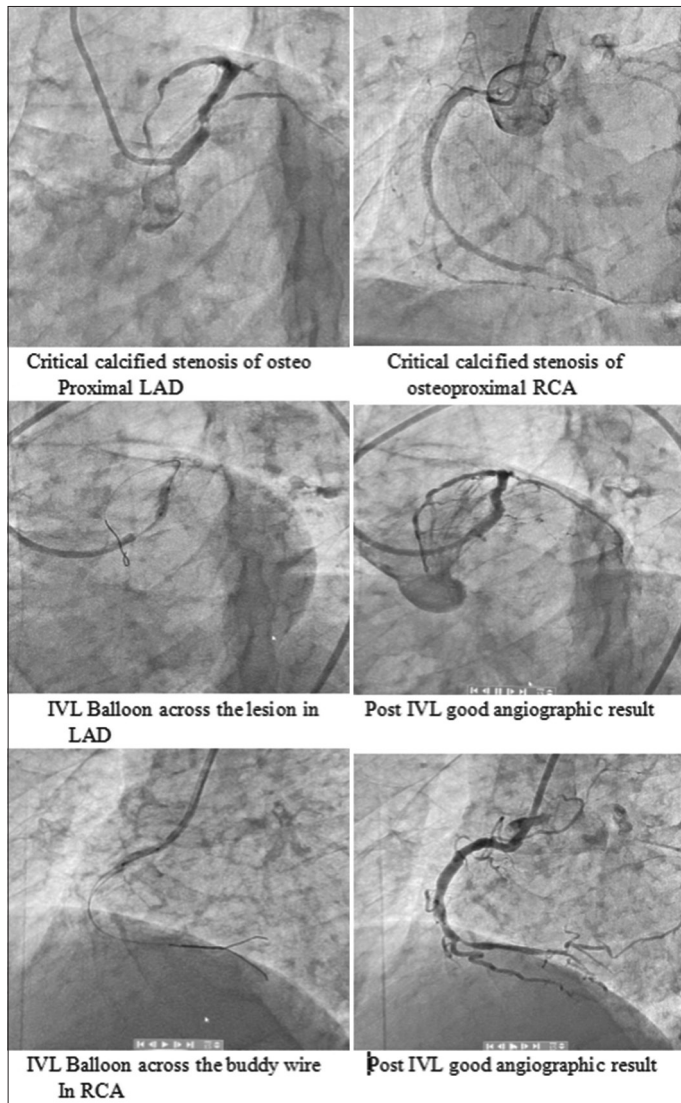 Critical calcified stenosis of osteo
Proximal LAD
Critical calcified stenosis of
osteoproximal RCA
IVL Balloon across the lesion in
LAD
Post IVL good angiographic result
IVL Balloon across the buddy wire
In RCA
Post IVL good angiographic result